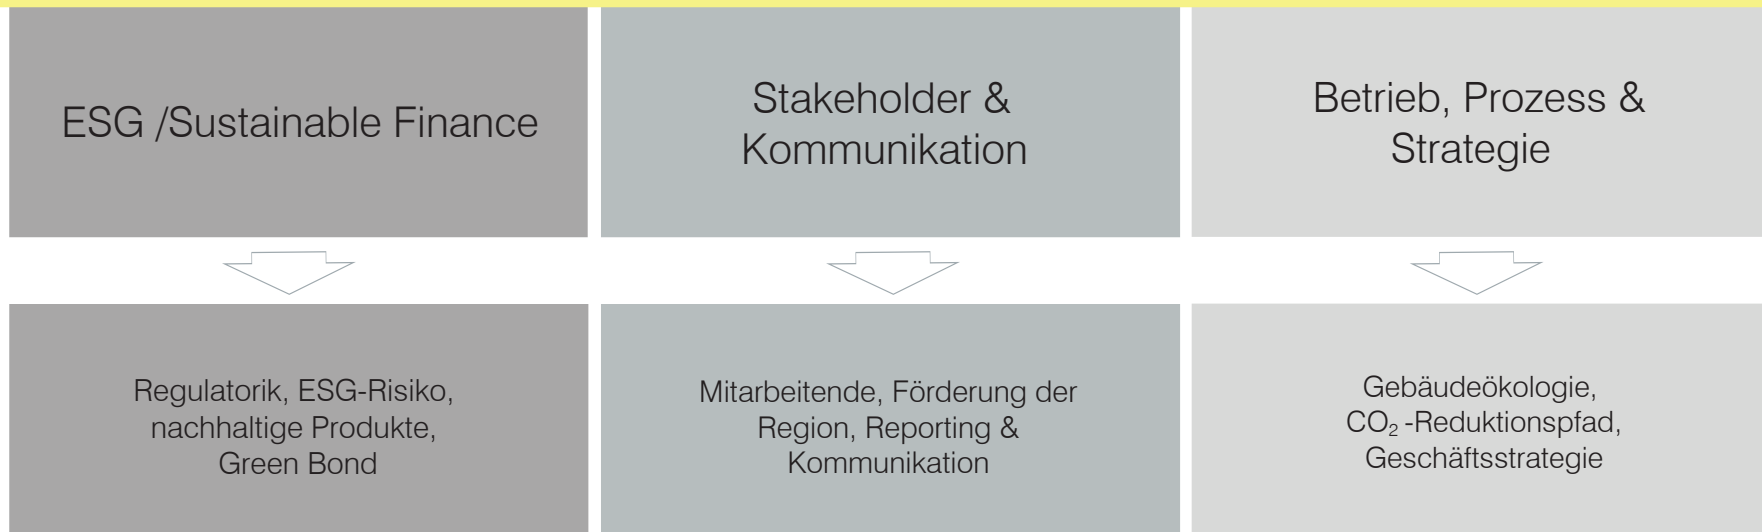 ESG /Sustainable Finance
Stakeholder &
Kommunikation
Betrieb, Prozess &
Strategie
Regulatorik, ESG-Risiko,
nachhaltige Produkte,
Green Bond
Mitarbeitende, Förderung der
Region, Reporting &
Kommunikation
Gebäudeökologie,
CO₂ -Reduktionspfad,
Geschäftsstrategie